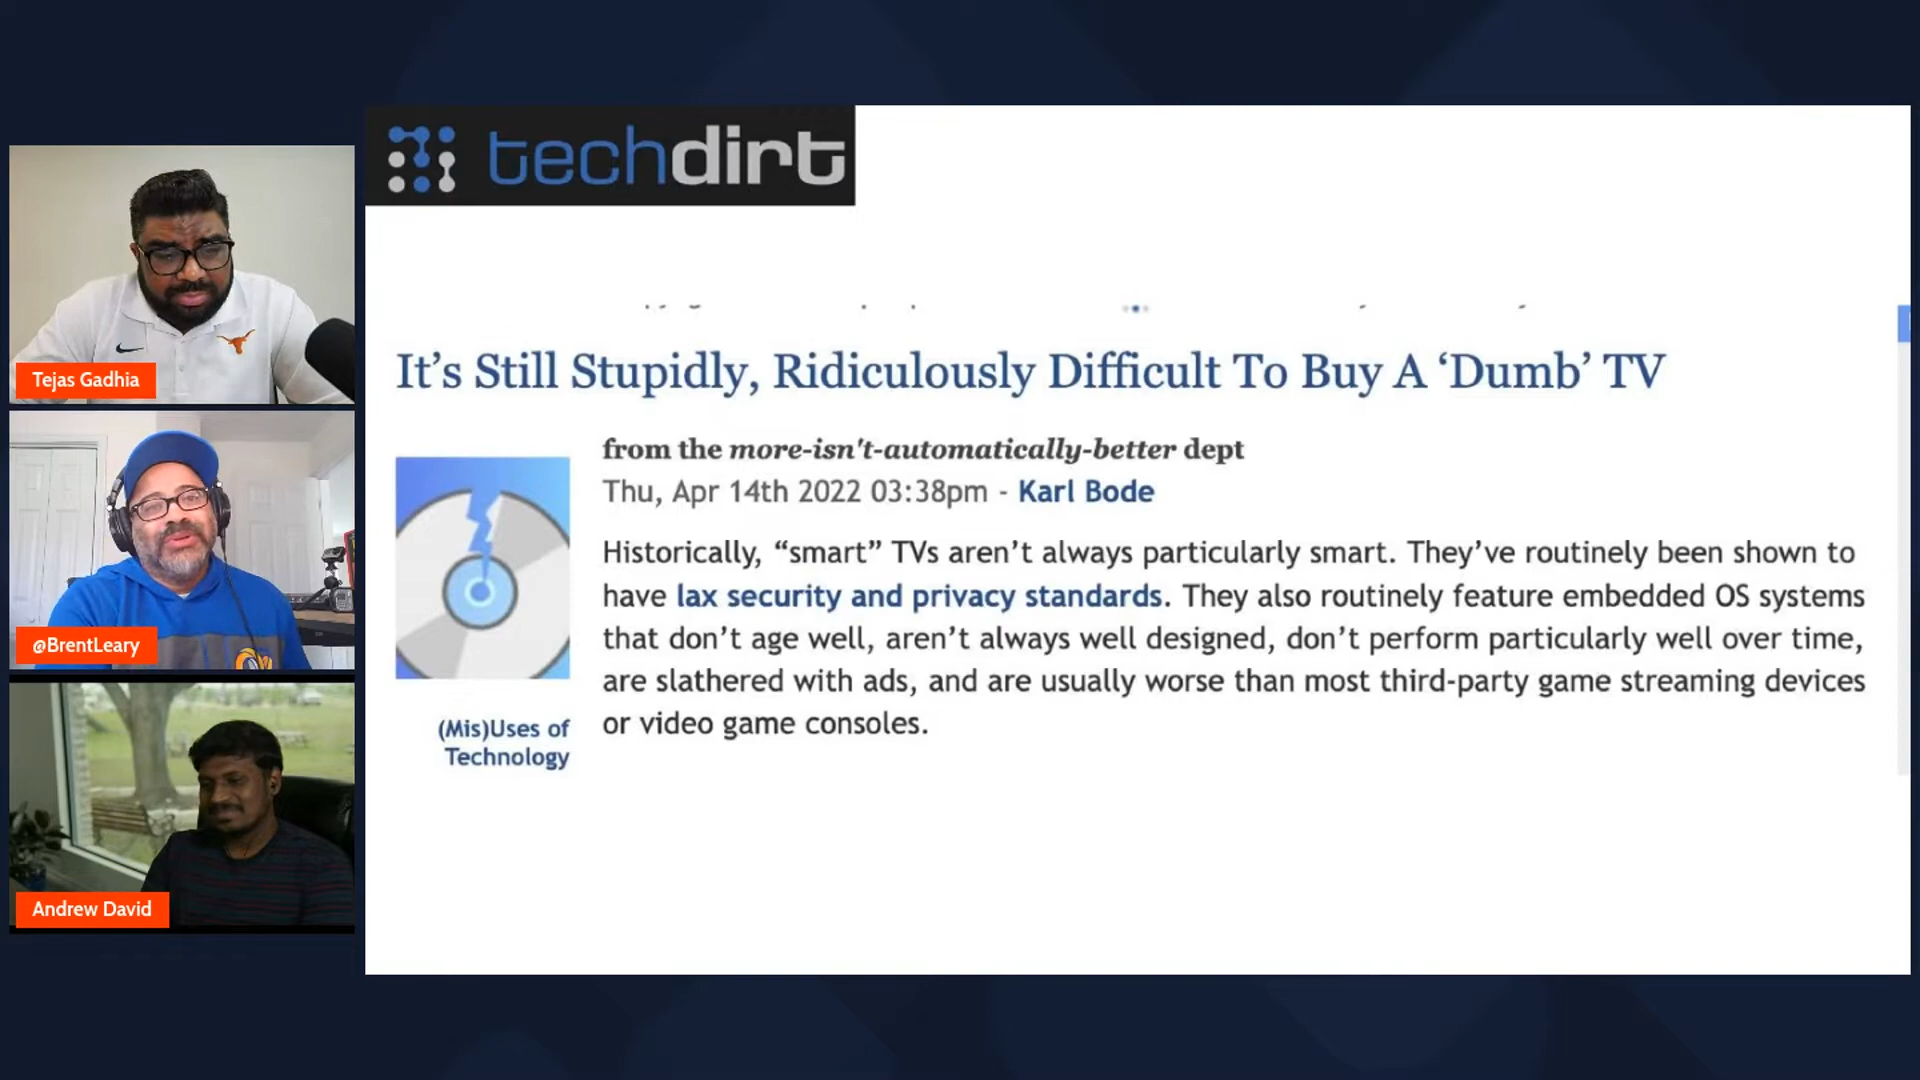 techdirt
Tejas Gadhia
@BrentLeary
Andrew David
It's Still Stupidly, Ridiculously Difficult To Buy A ‘Dumb’ TV
from the more-isn't-automatically-better dept
Thu, Apr 14th 2022 03:38pm - Karl Bode
Historically, “smart” TVs aren't always particularly smart. They've routinely been shown to
have lax security and privacy standards. They also routinely feature embedded OS systems
that don't age well, aren't always well designed, don't perform particularly well over time,
are slathered with ads, and are usually worse than most third-party game streaming devices
or video game consoles.
(Mis)Uses of
Technology